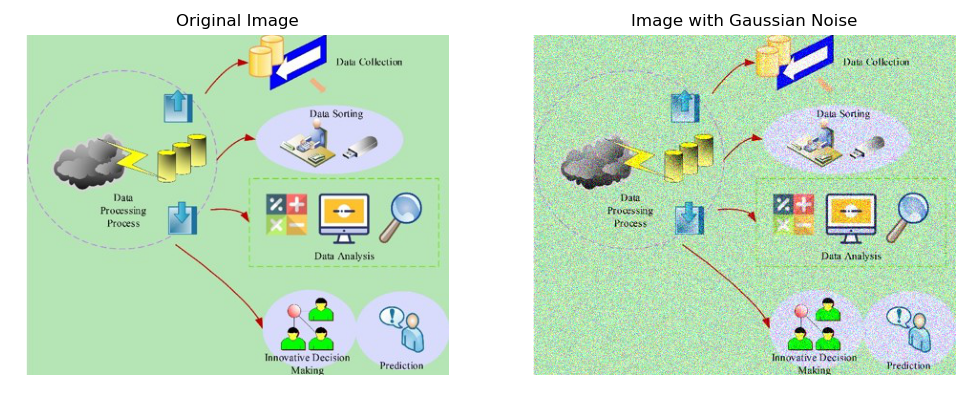 Original Image
Data Collection
Data Sorting
Data
Processing
Process
Data Analysis
Innovative Decision
Making
Prediction
Image with Gaussian Noise
Data Collection
Data Sorting
Data
Processing
Process
Data Analysis
Innovative Decision
Making
Prediction